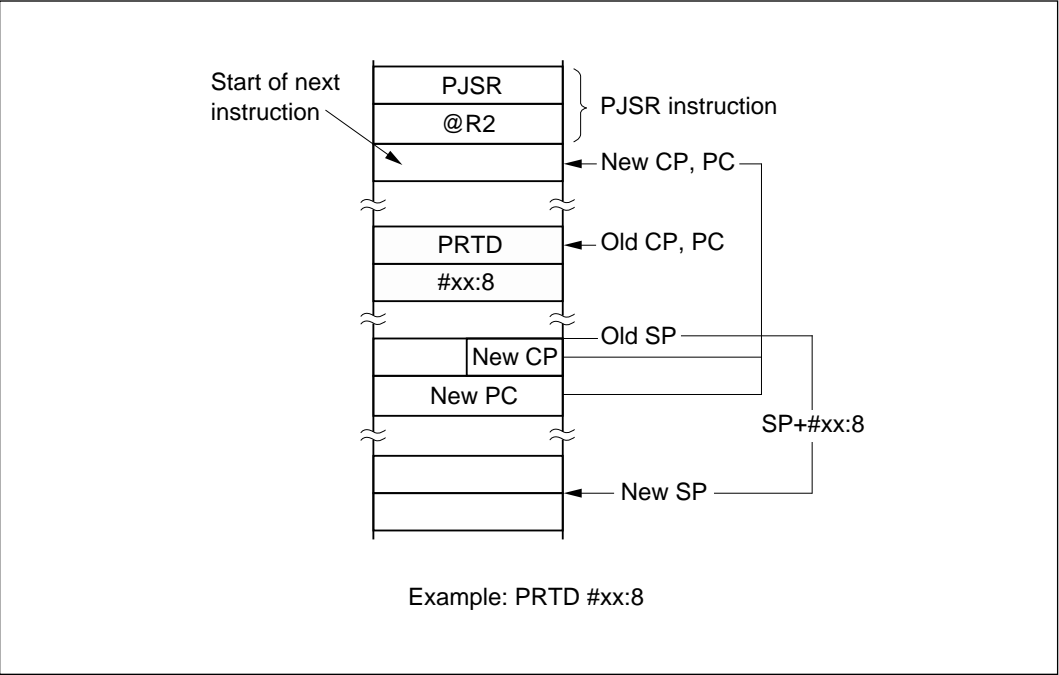 Start of next
instruction
PJSR
@R2
PJSR instruction
New CP, PC
PRTD
Old CP, PC
#xx:8
Old SP
New CP
New PC
SP+#xx:8
New SP
Example: PRTD #xx:8